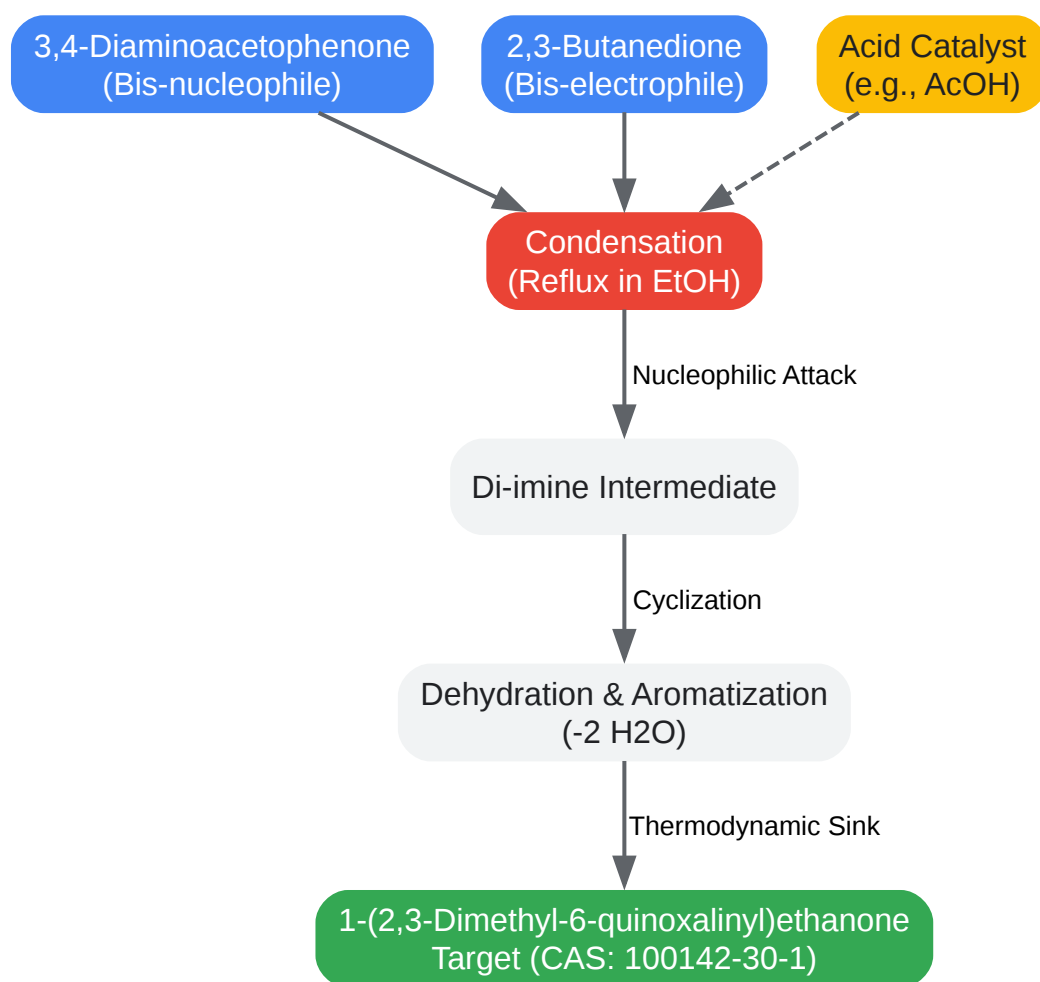 3,4-Diaminoacetophenone
(Bis-nucleophile)
2,3-Butanedione
(Bis-electrophile)
Acid Catalyst
(e.g., AcOH)
Condensation
(Reflux in EtOH)
Nucleophilic Attack
Di-imine Intermediate
Cyclization
Dehydration & Aromatization
(-2 H2O)
Thermodynamic Sink
1-(2,3-Dimethyl-6-quinoxalinyl)ethanone
Target (CAS: 100142-30-1)